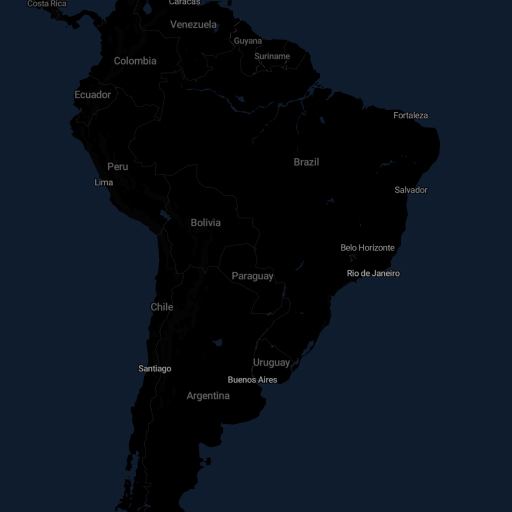 Costa Rica
Caracas
Venezuela
Guyana
Suriname
Colombia
Ecuador
Fortaleza
Peru
Brazil
Lima
Salvador
Bolivia
Belo Horizonte
Paraguay
Rio de Janeiro
Chile
Uruguay
Santiago
Buenos Aires
Argentina